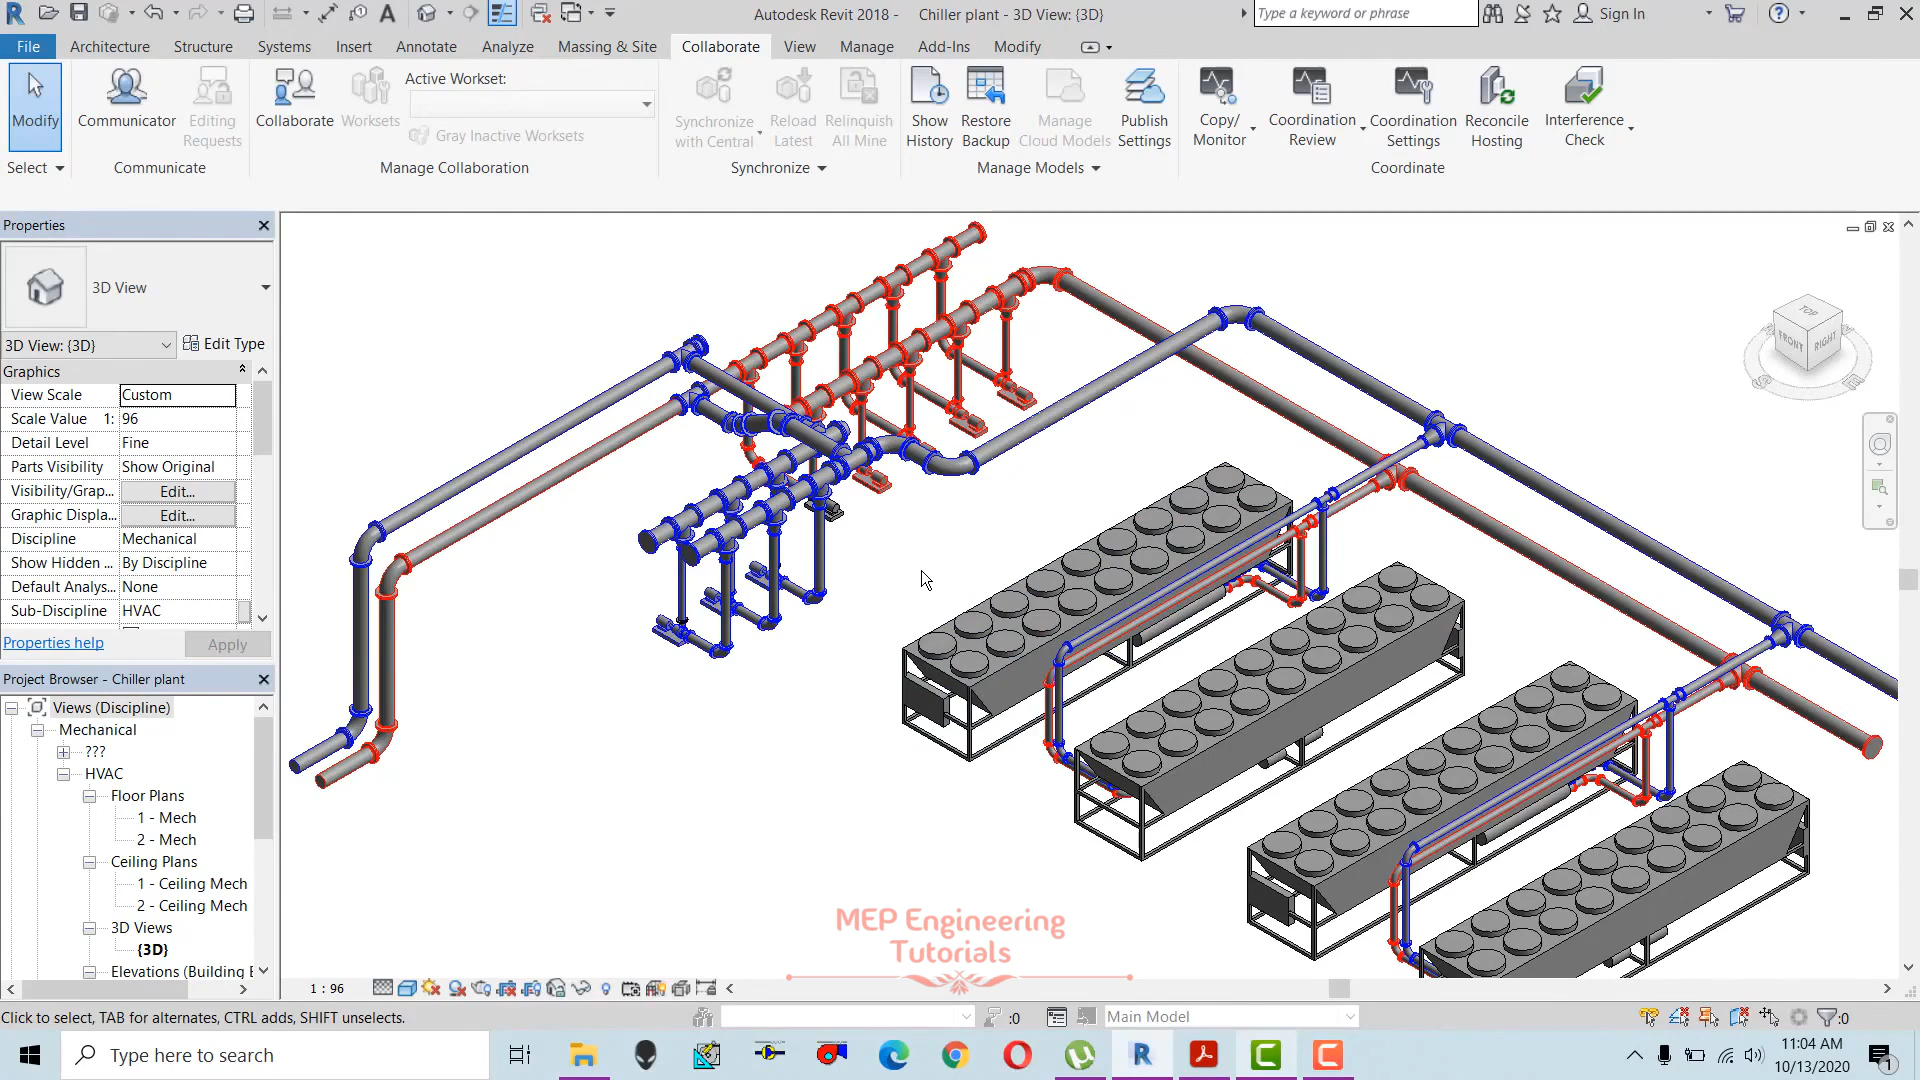 Autodesk Revit 2018 -     Chiller plant - 3D View: {3D}
Type a keyword or phrase
Sign In
File Architecture Structure Systems Insert Annotate Analyze Massing & Site Collaborate View Manage Add-Ins Modify
Modify
Select
Communicator
Editing Requests
Communicate
Collaborate
Worksets
Active Workset:
Gray Inactive Worksets
Manage Collaboration
Synchronize with Central
Reload Latest
Relinquish All Mine
Synchronize
Show History
Restore Backup
Manage Cloud Models
Publish Settings
Manage Models
Copy/ Monitor
Coordination Review
Coordination Settings
Reconcile Hosting
Interference Check
Coordinate
Properties
3D View
3D View: {3D}
Edit Type
Graphics
View Scale Custom
Scale Value 1: 96
Detail Level Fine
Parts Visibility Show Original
Visibility/Grap... Edit...
Graphic Displa... Edit...
Discipline Mechanical
Show Hidden ... By Discipline
Default Analys... None
Sub-Discipline HVAC
Properties help
Apply
Project Browser - Chiller plant
Views (Discipline)
Mechanical
???
HVAC
Floor Plans
1 - Mech
2 - Mech
Ceiling Plans
1 - Ceiling Mech
2 - Ceiling Mech
3D Views
{3D}
Elevations (Building E
TOP
FRONT
RIGHT
S
E
MEP Engineering
Tutorials
1 : 96
Click to select, TAB for alternates, CTRL adds, SHIFT unselects.
:0
Main Model
:0
Type here to search
11:04 AM
10/13/2020
1